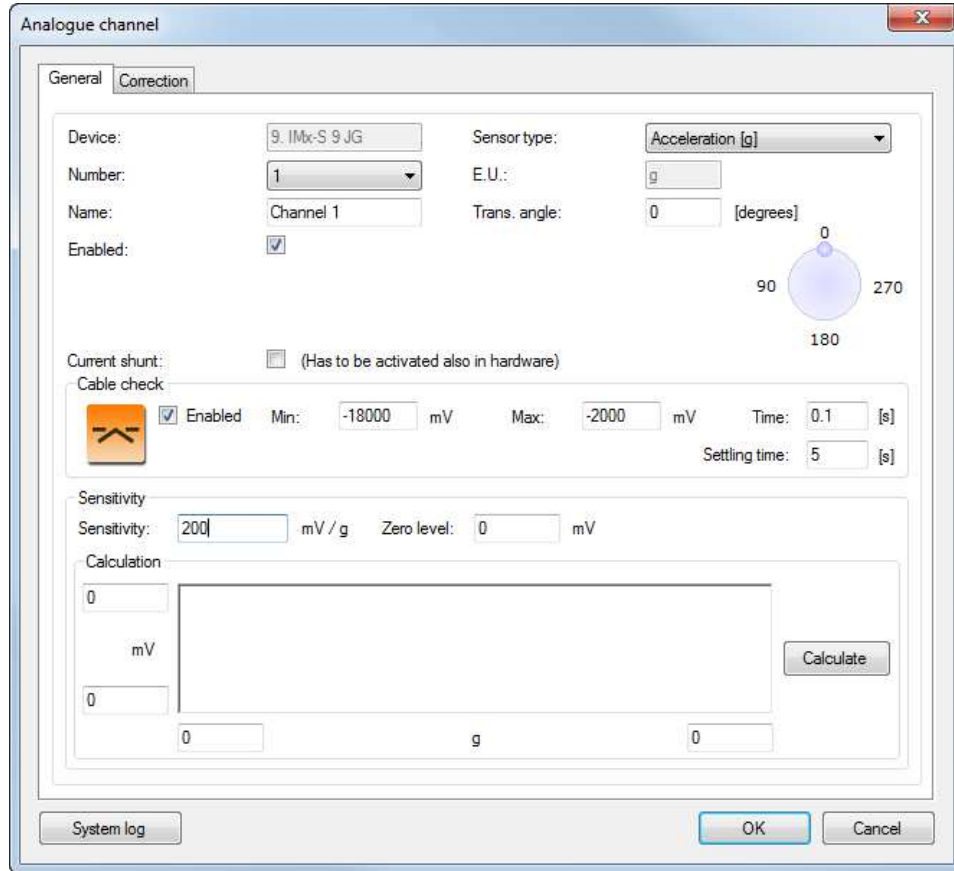 Analogue channel
General Correction
Device: 9. IMx-S 9 JG Sensor type: Acceleration [g]
Number: 1 E.U.: g
Name: Channel 1 Trans. angle: 0 [degrees]
Enabled:
0
90 270
180
Current shunt: (Has to be activated also in hardware)
Cable check
Enabled Min: -18000 mV Max: -2000 mV Time: 0.1 [s]
Settling time: 5 [s]
Sensitivity
Sensitivity: 200 mV / g Zero level: 0 mV
Calculation
0
mV
Calculate
0
0 g 0
System log OK Cancel